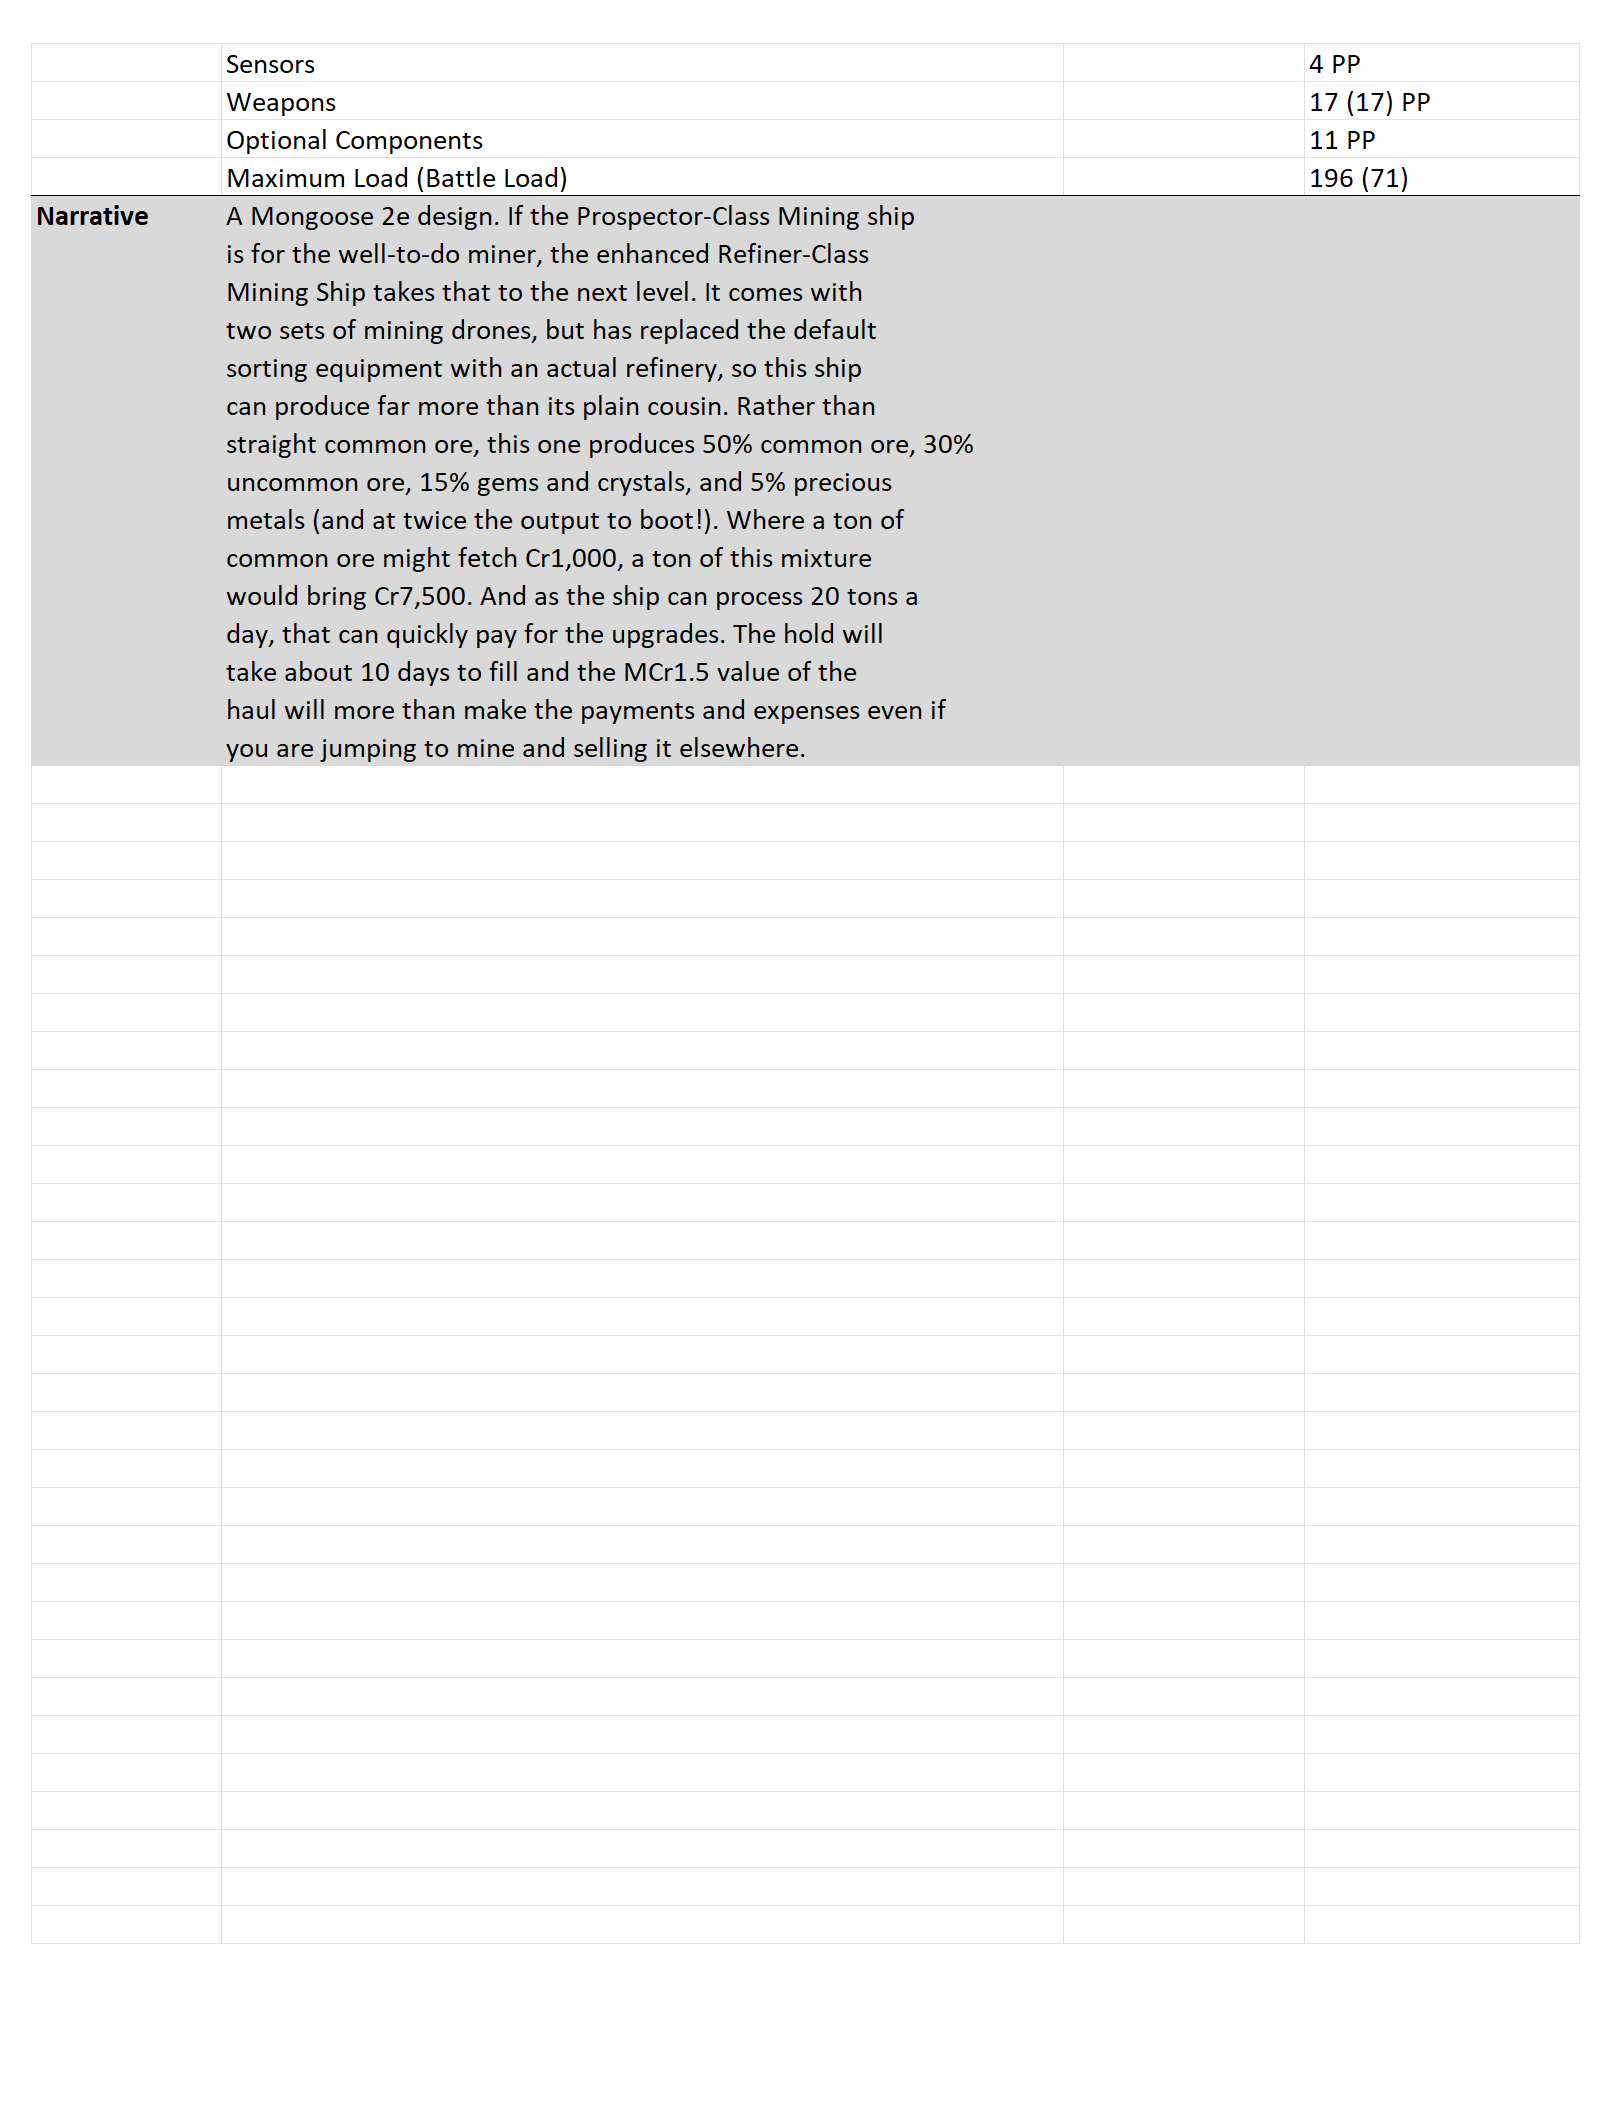 Sensors 4 PP
Weapons 17 (17) PP
Optional Components 11 PP
Maximum Load (Battle Load) 196 (71)
Narrative A Mongoose 2e design. If the Prospector-Class Mining ship
is for the well-to-do miner, the enhanced Refiner-Class
Mining Ship takes that to the next level. It comes with
two sets of mining drones, but has replaced the default
sorting equipment with an actual refinery, so this ship
can produce far more than its plain cousin. Rather than
straight common ore, this one produces 50% common ore, 30%
uncommon ore, 15% gems and crystals, and 5% precious
metals (and at twice the output to boot!). Where a ton of
common ore might fetch Cr1,000, a ton of this mixture
would bring Cr7,500. And as the ship can process 20 tons a
day, that can quickly pay for the upgrades. The hold will
take about 10 days to fill and the MCr1.5 value of the
haul will more than make the payments and expenses even if
you are jumping to mine and selling it elsewhere.